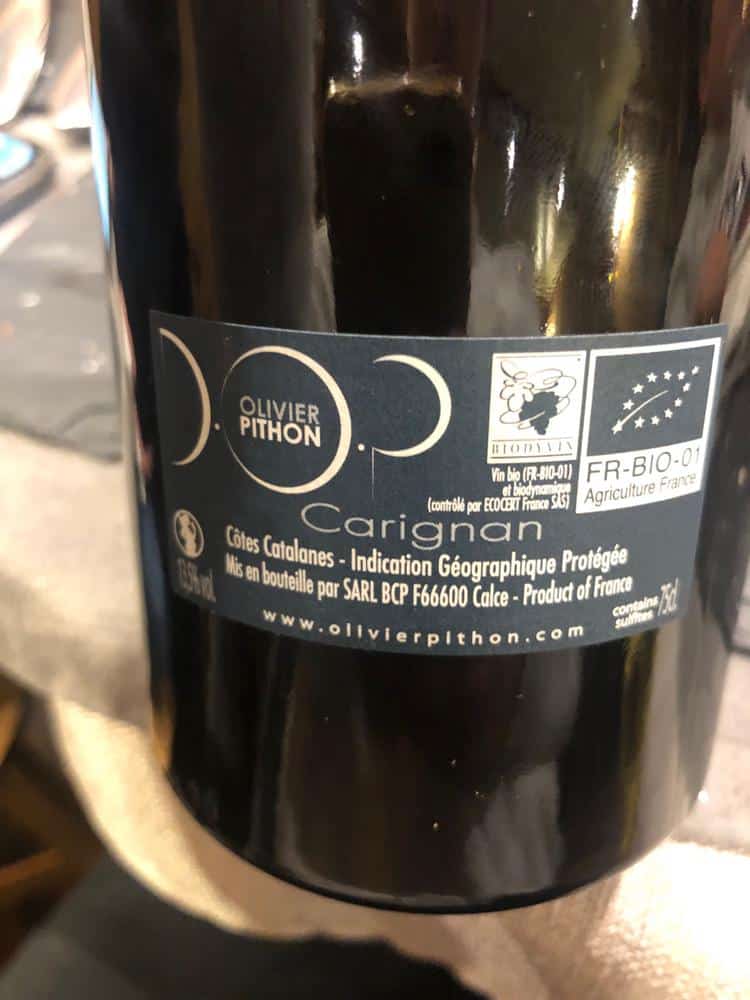 D.O.P
OLIVIER
PITHON
BIODYVIN
Vin bio (FR-BIO-01)
et biodynamique
(contrôlé par ECOCERT France SAS)
FR-BIO-01
Agriculture France
Carignan
Côtes Catalanes - Indication Géographique Protégée
Mis en bouteille par SARL BCP F66600 Calce - Product of France
13.5% vol.
contains
sulfites
75cl.
www.olivierpithon.com